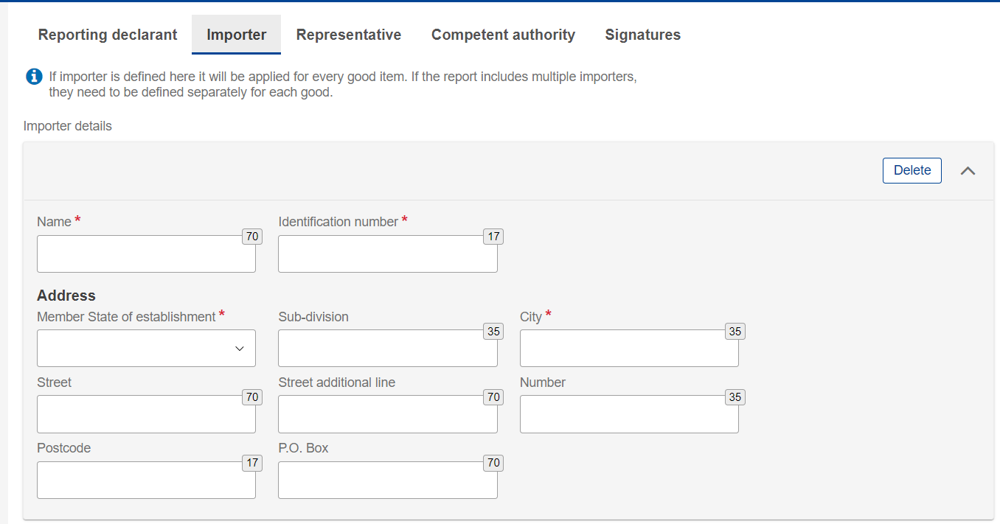 Reporting declarant Importer Representative Competent authority Signatures
If importer is defined here it will be applied for every good item. If the report includes multiple importers,
they need to be defined separately for each good.
Importer details
Delete
Name * Identification number *
70 17
Address
Member State of establishment * Sub-division City *
35 35
Street Street additional line Number
70 70 35
Postcode P.O. Box
17 70